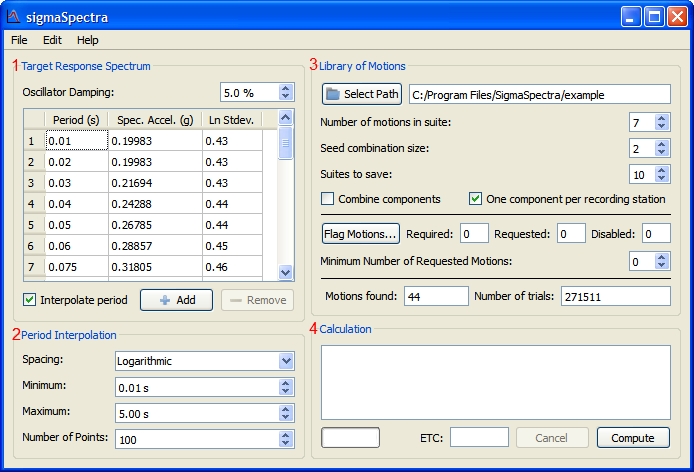 sigmaSpectra
File Edit Help
1 Target Response Spectrum
Oscillator Damping: 5.0 %
Period (s) Spec. Accel. (g) Ln Stdev.
1 0.01 0.19983 0.43
2 0.02 0.19983 0.43
3 0.03 0.21694 0.43
4 0.04 0.24288 0.44
5 0.05 0.26785 0.44
6 0.06 0.28857 0.45
7 0.075 0.31805 0.46
Interpolate period Add Remove
2 Period Interpolation
Spacing: Logarithmic
Minimum: 0.01 s
Maximum: 5.00 s
Number of Points: 100
3 Library of Motions
Select Path C:/Program Files/SigmaSpectra/example
Number of motions in suite: 7
Seed combination size: 2
Suites to save: 10
Combine components One component per recording station
Flag Motions... Required: 0 Requested: 0 Disabled: 0
Minimum Number of Requested Motions: 0
Motions found: 44 Number of trials: 271511
4 Calculation
ETC: Cancel Compute